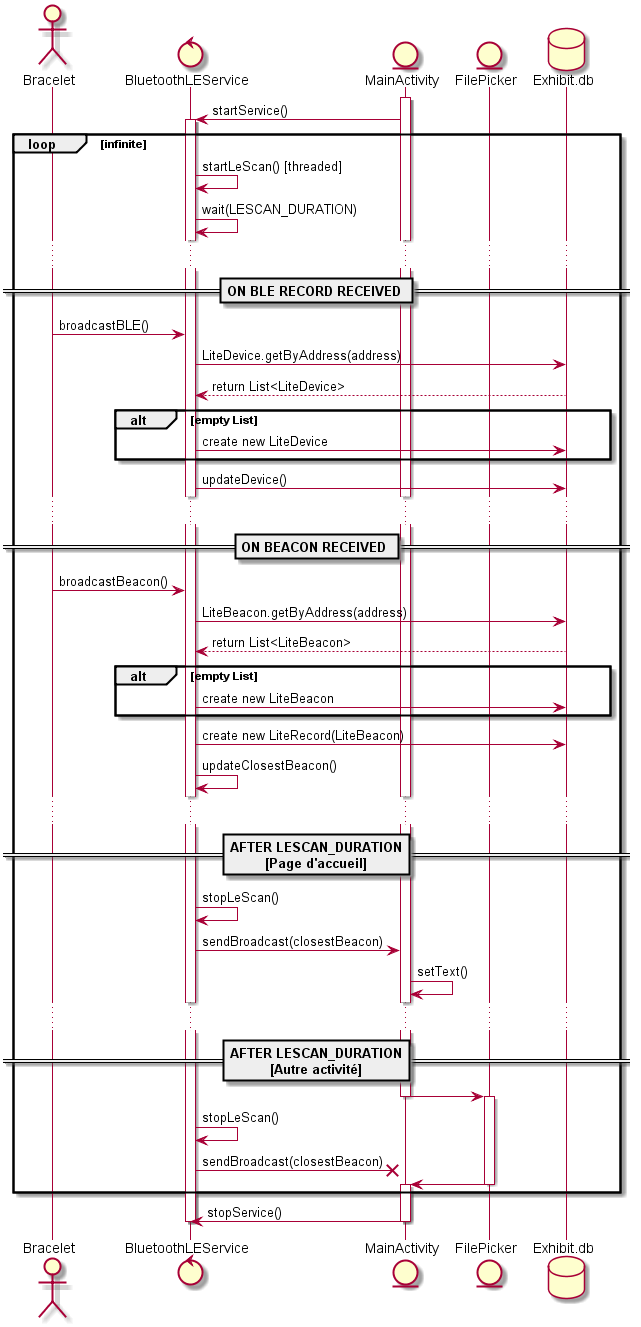 Bracelet
BluetoothLEService
MainActivity
FilePicker
Exhibit.db
startService()
loop
[infinite]
startLeScan() [threaded]
wait(LESCAN_DURATION)
ON BLE RECORD RECEIVED
broadcastBLE()
LiteDevice.getByAddress(address)
return List<LiteDevice>
alt
[empty List]
create new LiteDevice
updateDevice()
ON BEACON RECEIVED
broadcastBeacon()
LiteBeacon.getByAddress(address)
return List<LiteBeacon>
alt
[empty List]
create new LiteBeacon
create new LiteRecord(LiteBeacon)
updateClosestBeacon()
AFTER LESCAN_DURATION
[Page d'accueil]
stopLeScan()
sendBroadcast(closestBeacon)
setText()
AFTER LESCAN_DURATION
[Autre activité]
stopLeScan()
sendBroadcast(closestBeacon)
stopService()
Bracelet
BluetoothLEService
MainActivity
FilePicker
Exhibit.db